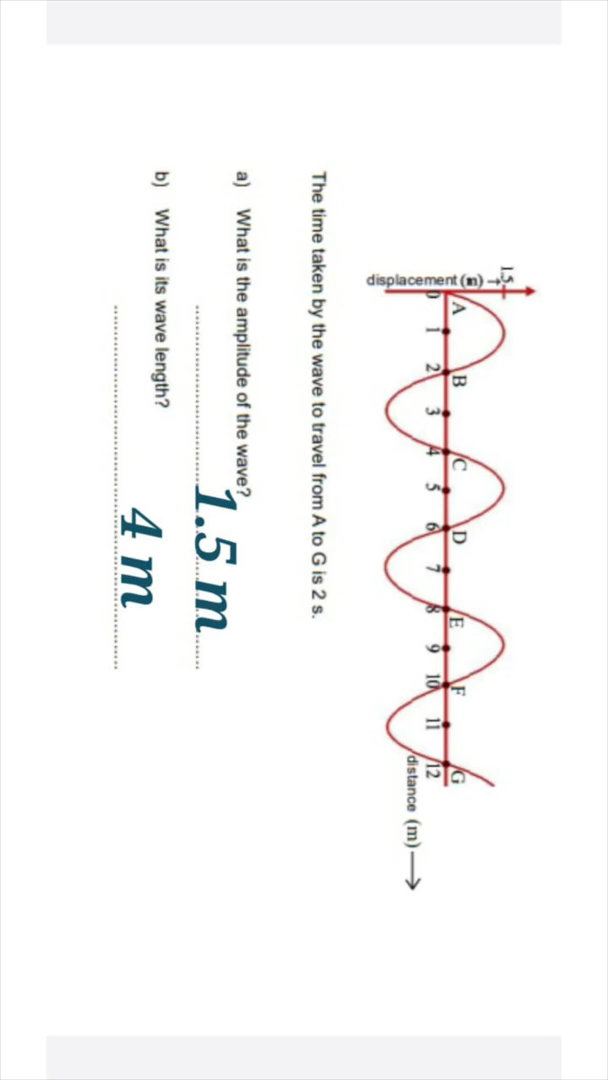 1.5
displacement (m) →
A B C D E F G
0 1 2 3 4 5 6 7 8 9 10 11 12
distance (m) →
The time taken by the wave to travel from A to G is 2 s.
a) What is the amplitude of the wave?
1.5 m
b) What is its wave length?
4 m